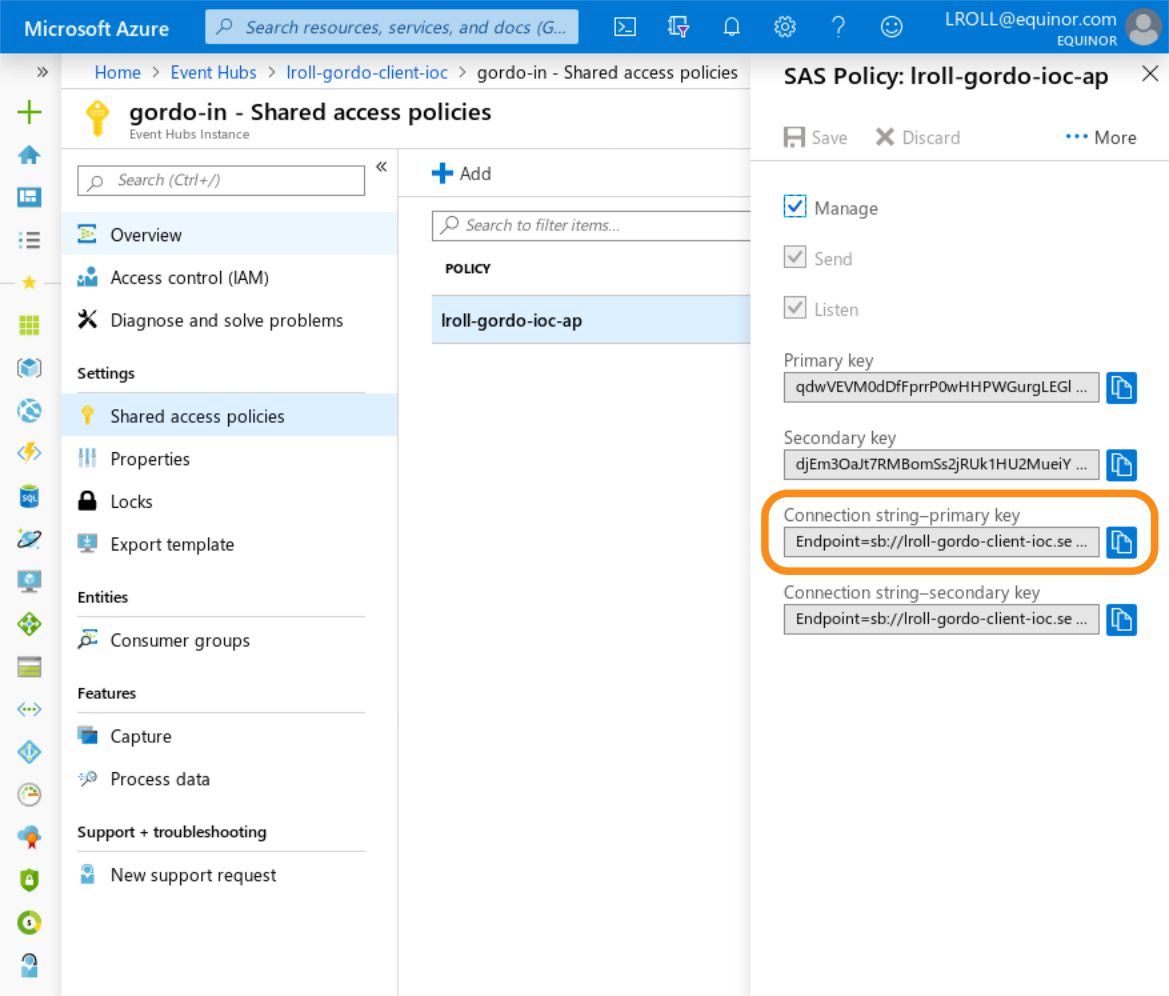 Microsoft Azure
Search resources, services, and docs (G...
LROLL@equinor.com
EQUINOR
Home > Event Hubs > lroll-gordo-client-ioc > gordo-in - Shared access policies
gordo-in - Shared access policies
Event Hubs Instance
Search (Ctrl+/)
Overview
Access control (IAM)
Diagnose and solve problems
Settings
Shared access policies
Properties
Locks
Export template
Entities
Consumer groups
Features
Capture
Process data
Support + troubleshooting
New support request
Add
Search to filter items...
POLICY
lroll-gordo-ioc-ap
SAS Policy: lroll-gordo-ioc-ap
Save
Discard
More
Manage
Send
Listen
Primary key
qdwVEVM0dDfFprrP0wHHPWGurgLEGl ...
Secondary key
djEm3OaJt7RMBomSs2jRUk1HU2MueiY ...
Connection string–primary key
Endpoint=sb://lroll-gordo-client-ioc.se ...
Connection string–secondary key
Endpoint=sb://lroll-gordo-client-ioc.se ...